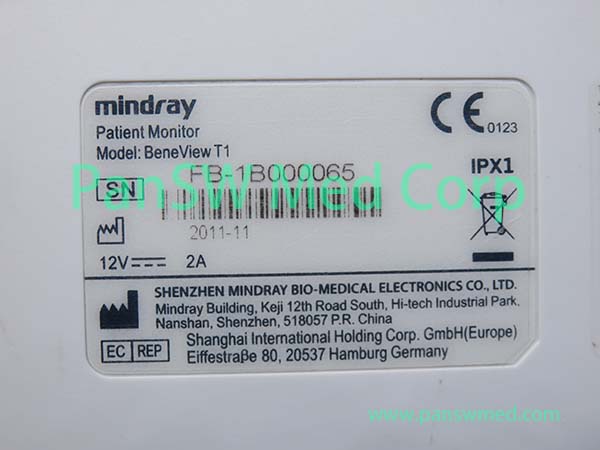 mindray
Patient Monitor
Model: BeneView T1
CE 0123
IPX1
SN FB-1B000065
2011-11
12V 2A
SHENZHEN MINDRAY BIO-MEDICAL ELECTRONICS CO., LTD.
Mindray Building, Keji 12th Road South, Hi-tech Industrial Park,
Nanshan, Shenzhen, 518057 P.R. China
EC REP
Shanghai International Holding Corp. GmbH(Europe)
Eiffestraße 80, 20537 Hamburg Germany
PanSW Med Corp
www.panswmed.com